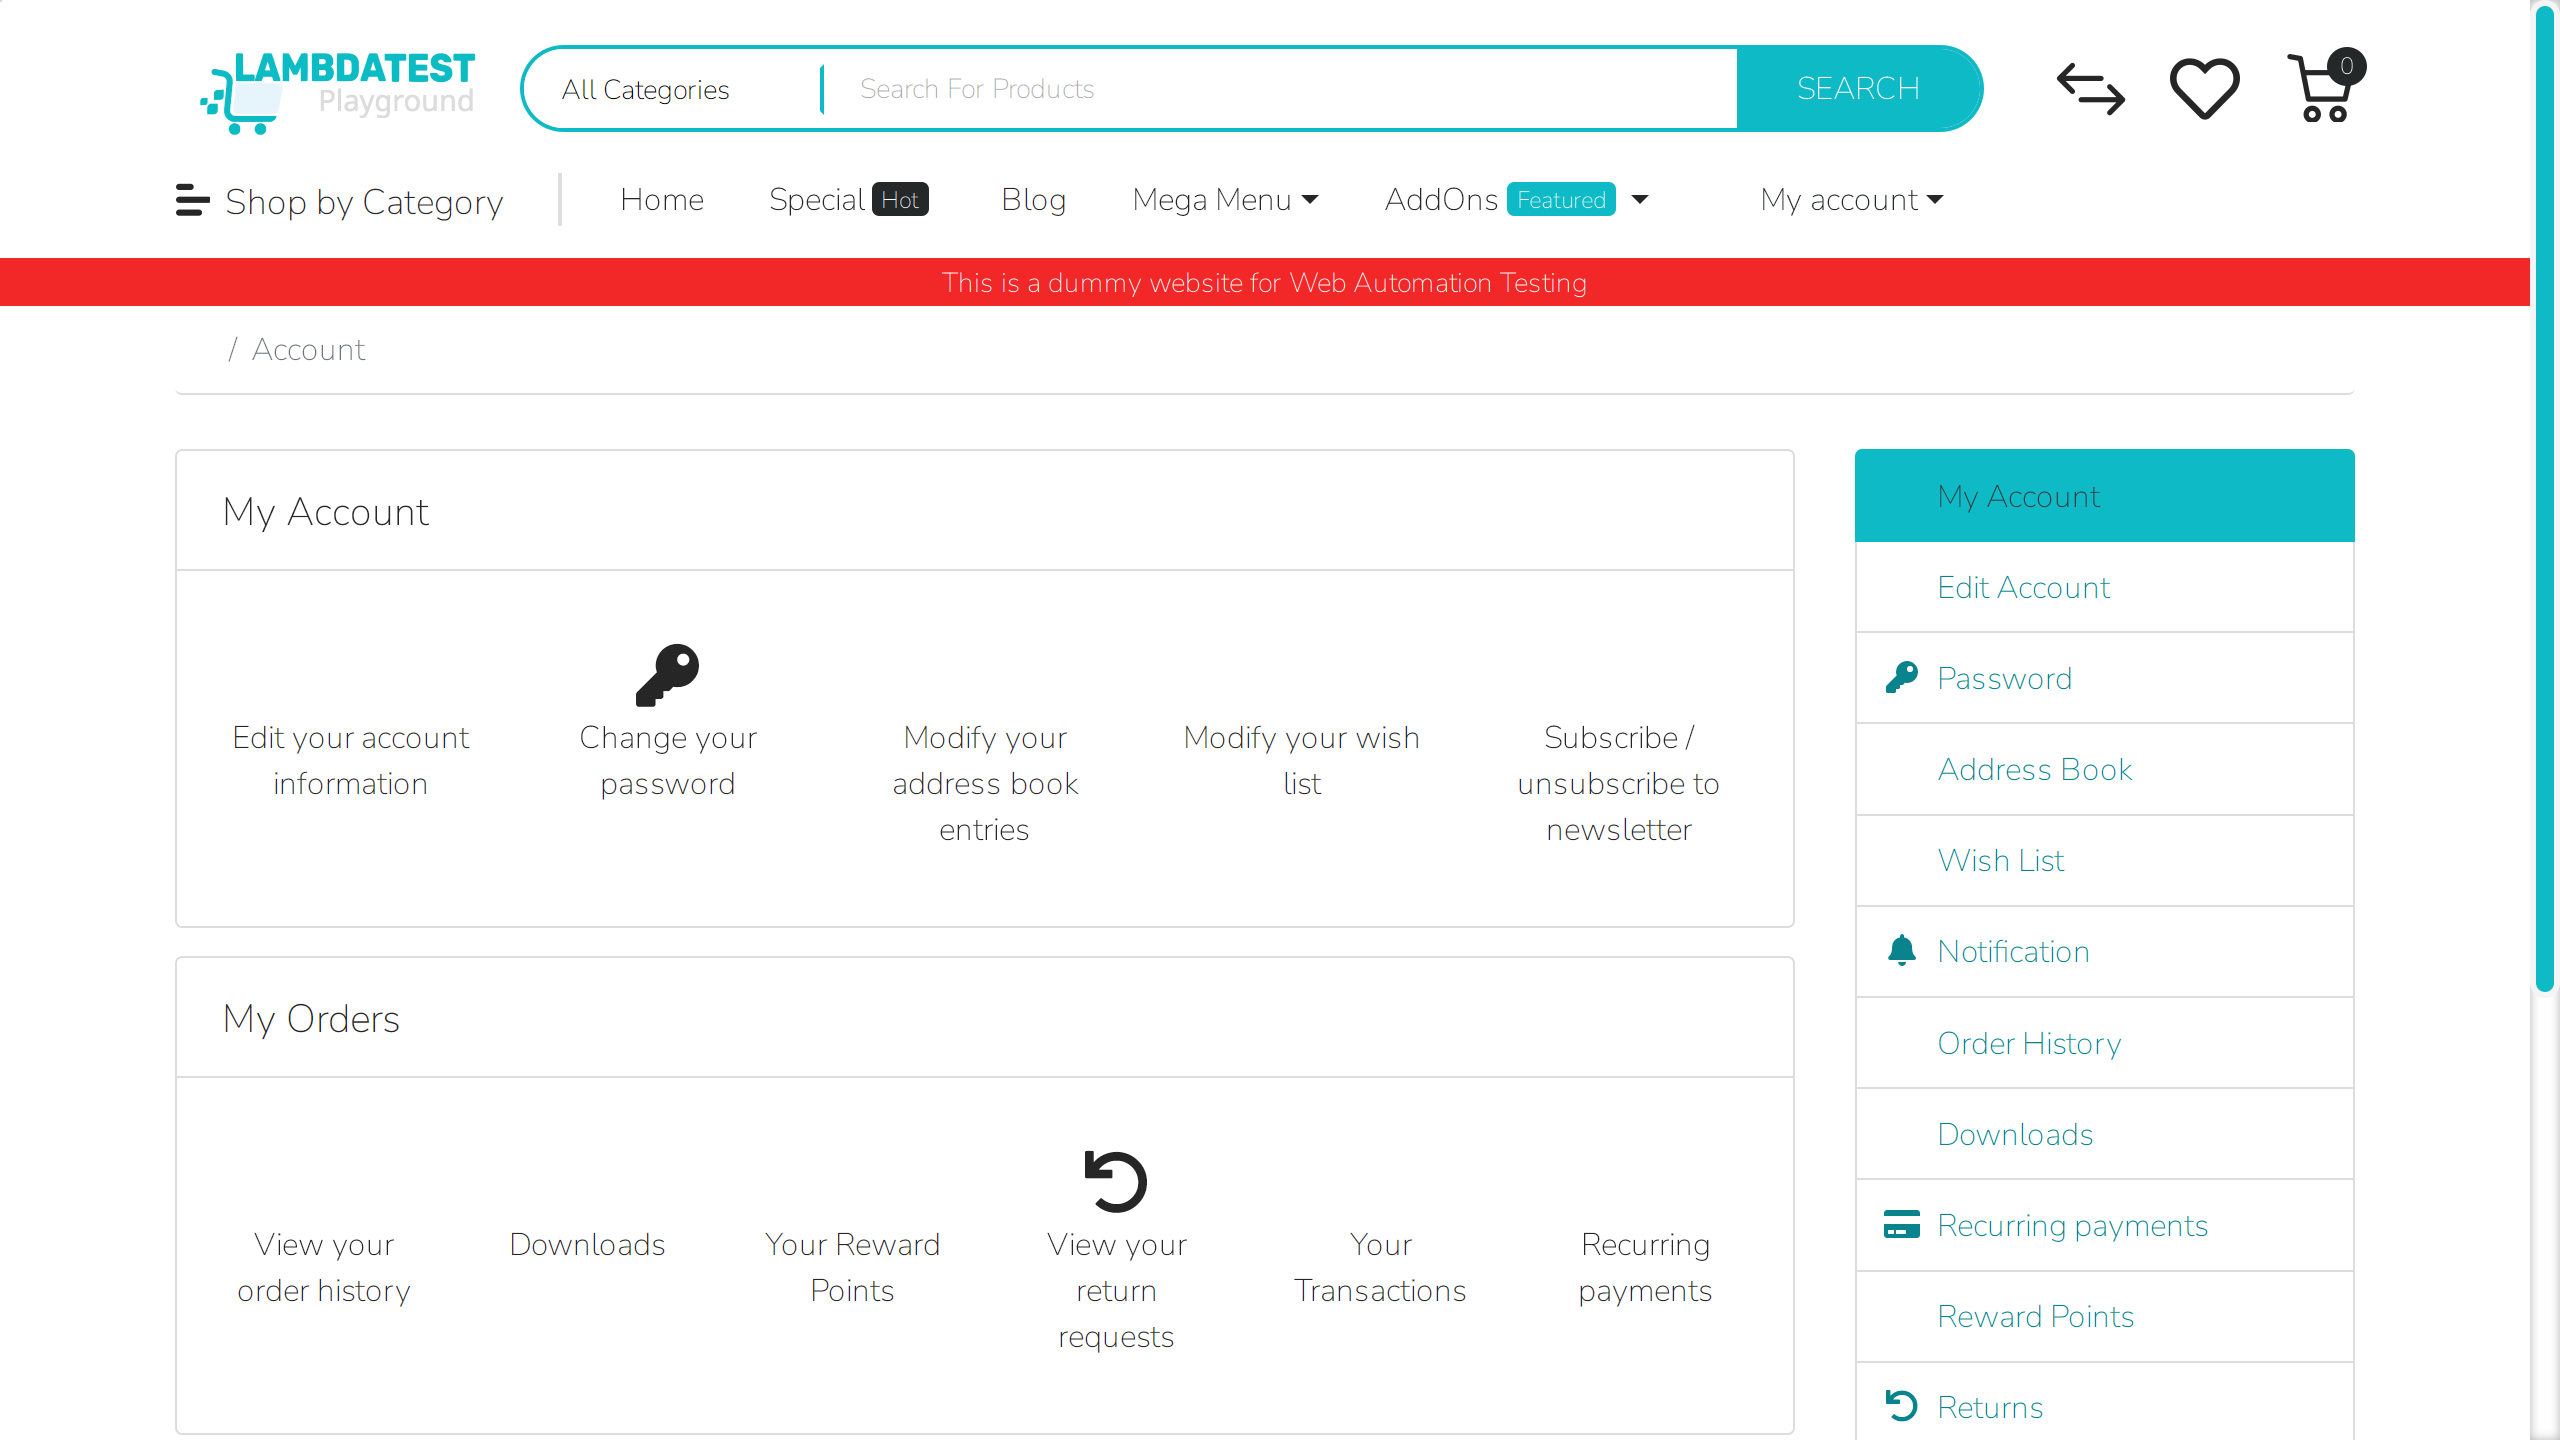 LAMBDATEST
Playground
All Categories
Search For Products
SEARCH
0
Shop by Category
Home
Special Hot
Blog
Mega Menu
AddOns Featured
My account
This is a dummy website for Web Automation Testing
/ Account
My Account
Edit your account
information
Change your
password
Modify your
address book
entries
Modify your wish
list
Subscribe /
unsubscribe to
newsletter
My Orders
View your
order history
Downloads
Your Reward
Points
View your
return
requests
Your
Transactions
Recurring
payments
My Account
Edit Account
Password
Address Book
Wish List
Notification
Order History
Downloads
Recurring payments
Reward Points
Returns